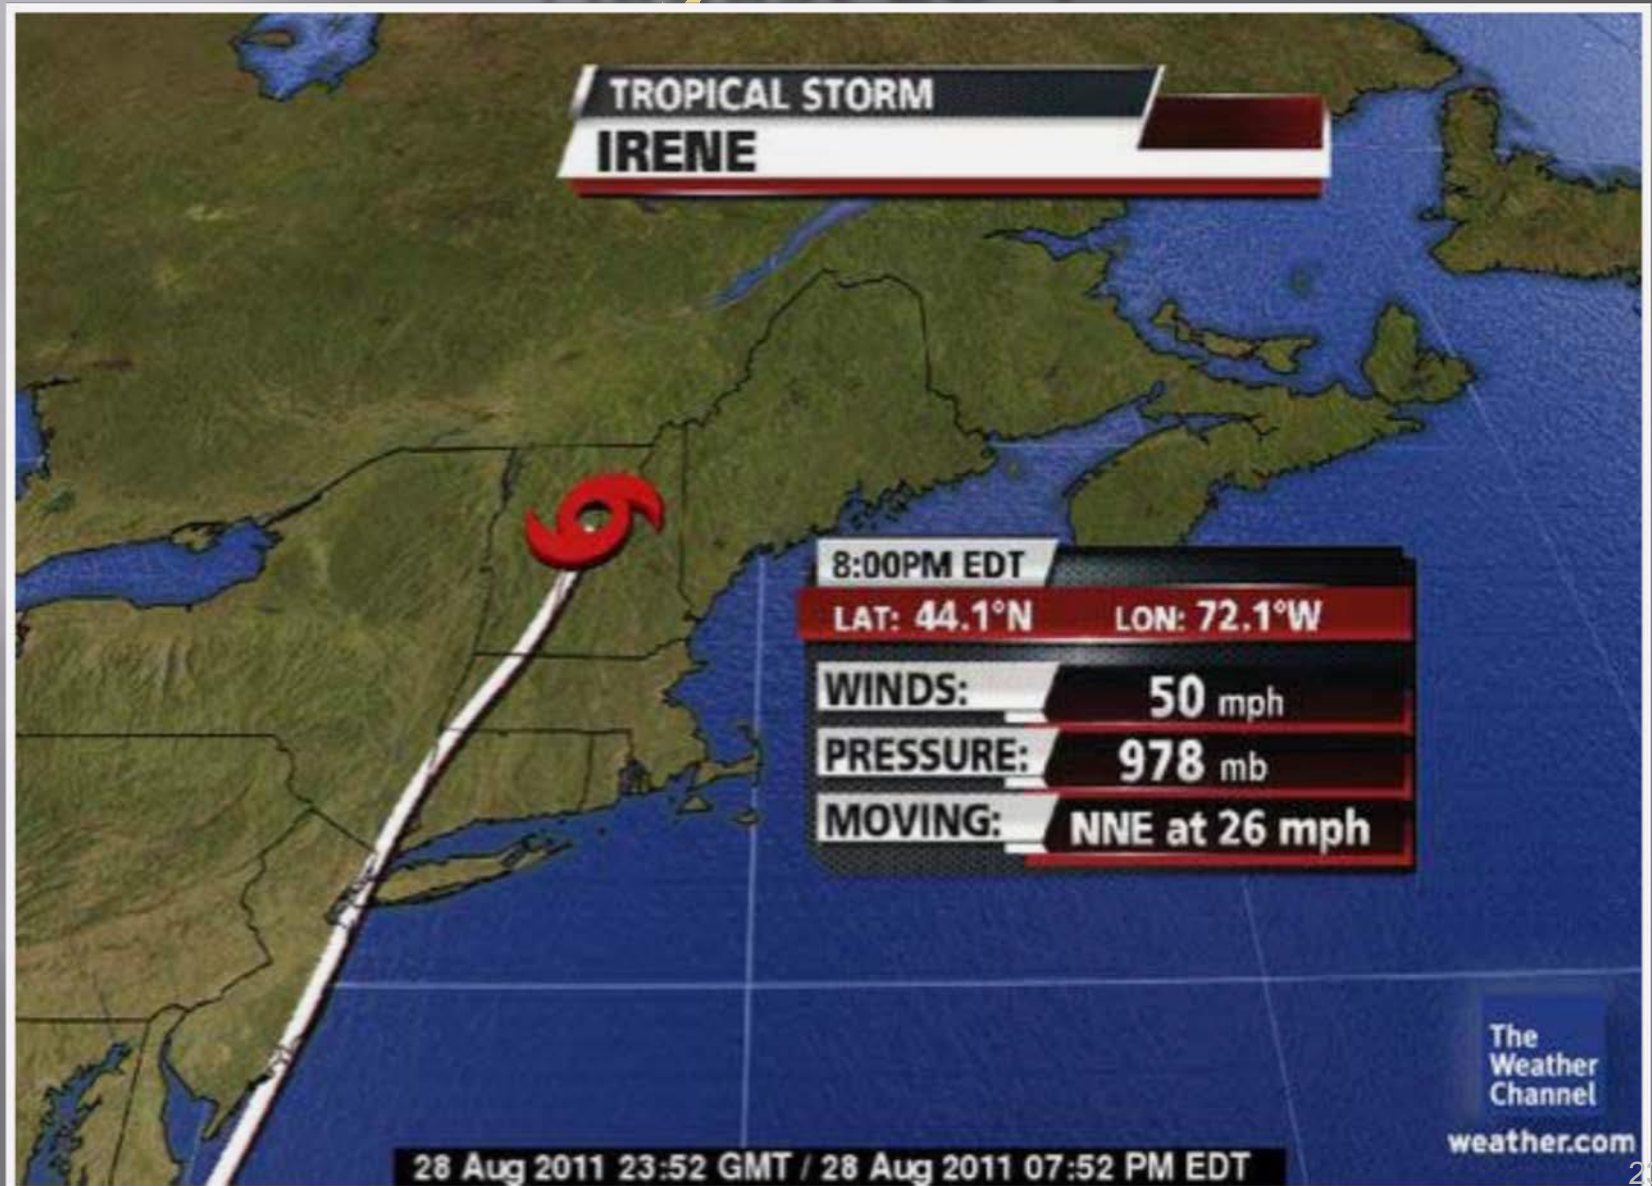 TROPICAL STORM
IRENE
8:00PM EDT
LAT: 44.1°N LON: 72.1°W
WINDS: 50 mph
PRESSURE: 978 mb
MOVING: NNE at 26 mph
The
Weather
Channel
weather.com
28 Aug 2011 23:52 GMT / 28 Aug 2011 07:52 PM EDT